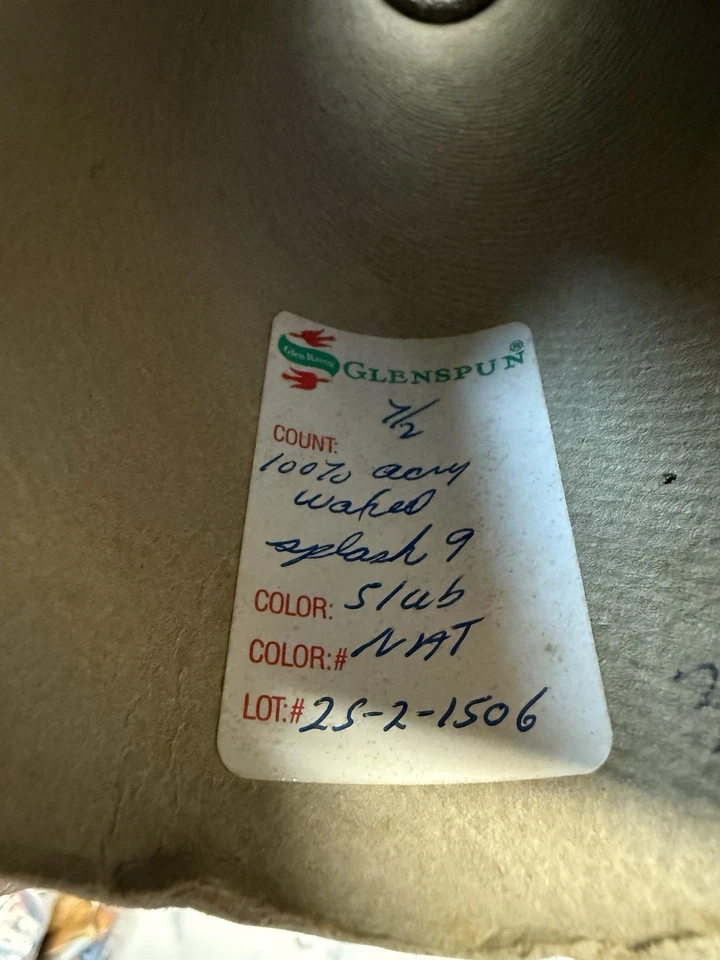 Glen Raven
GLENSPUN®
7/2
COUNT:
100% acry
waxed
splash 9
COLOR: Slub
COLOR:# NAT
LOT:# 25-2-1506